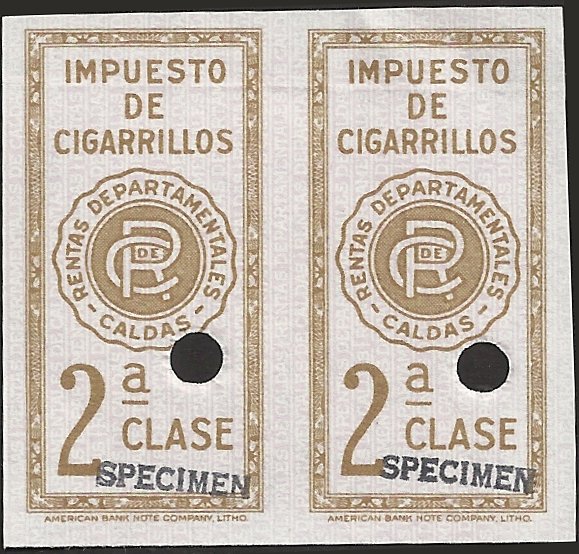 IMPUESTO
DE
CIGARRILLOS
RENTAS DEPARTAMENTALES
- CALDAS -
R DE C
2ª
CLASE
SPECIMEN
AMERICAN BANK NOTE COMPANY, LITHO.
IMPUESTO
DE
CIGARRILLOS
RENTAS DEPARTAMENTALES
- CALDAS -
R DE C
2ª
CLASE
SPECIMEN
AMERICAN BANK NOTE COMPANY, LITHO.